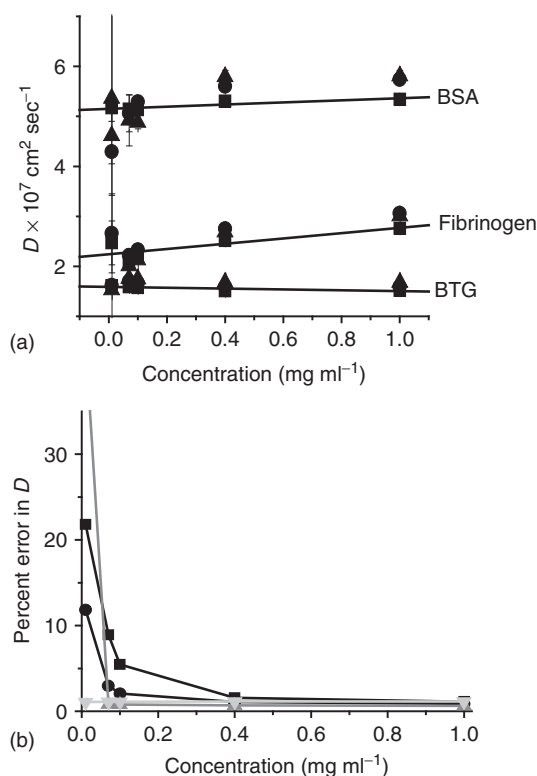 6
4
2
D × 10⁷ cm² sec⁻¹
BSA
Fibrinogen
BTG
0.0 0.2 0.4 0.6 0.8 1.0
(a)
Concentration (mg ml⁻¹)
30
20
10
0
Percent error in D
0.0 0.2 0.4 0.6 0.8 1.0
(b)
Concentration (mg ml⁻¹)